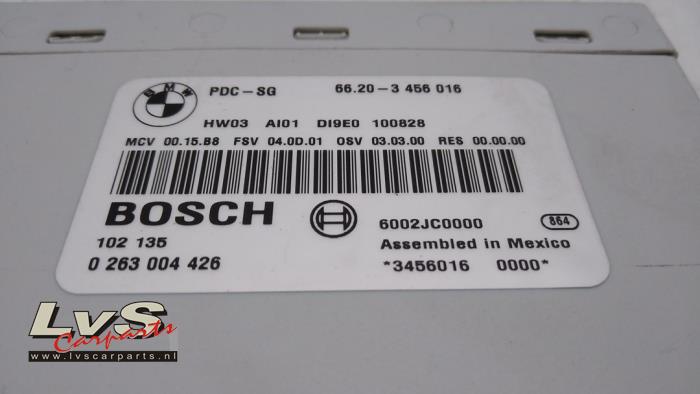 BMW PDC-SG 66.20-3 456 016
HW03 AI01 DI9E0 100828
MCV 00.15.B8 FSV 04.0D.01 OSV 03.03.00 RES 00.00.00
BOSCH 6002JC0000 864
102 135 Assembled in Mexico
0 263 004 426 *3456016 0000*
LvS
Carparts
www.lvscarparts.nl